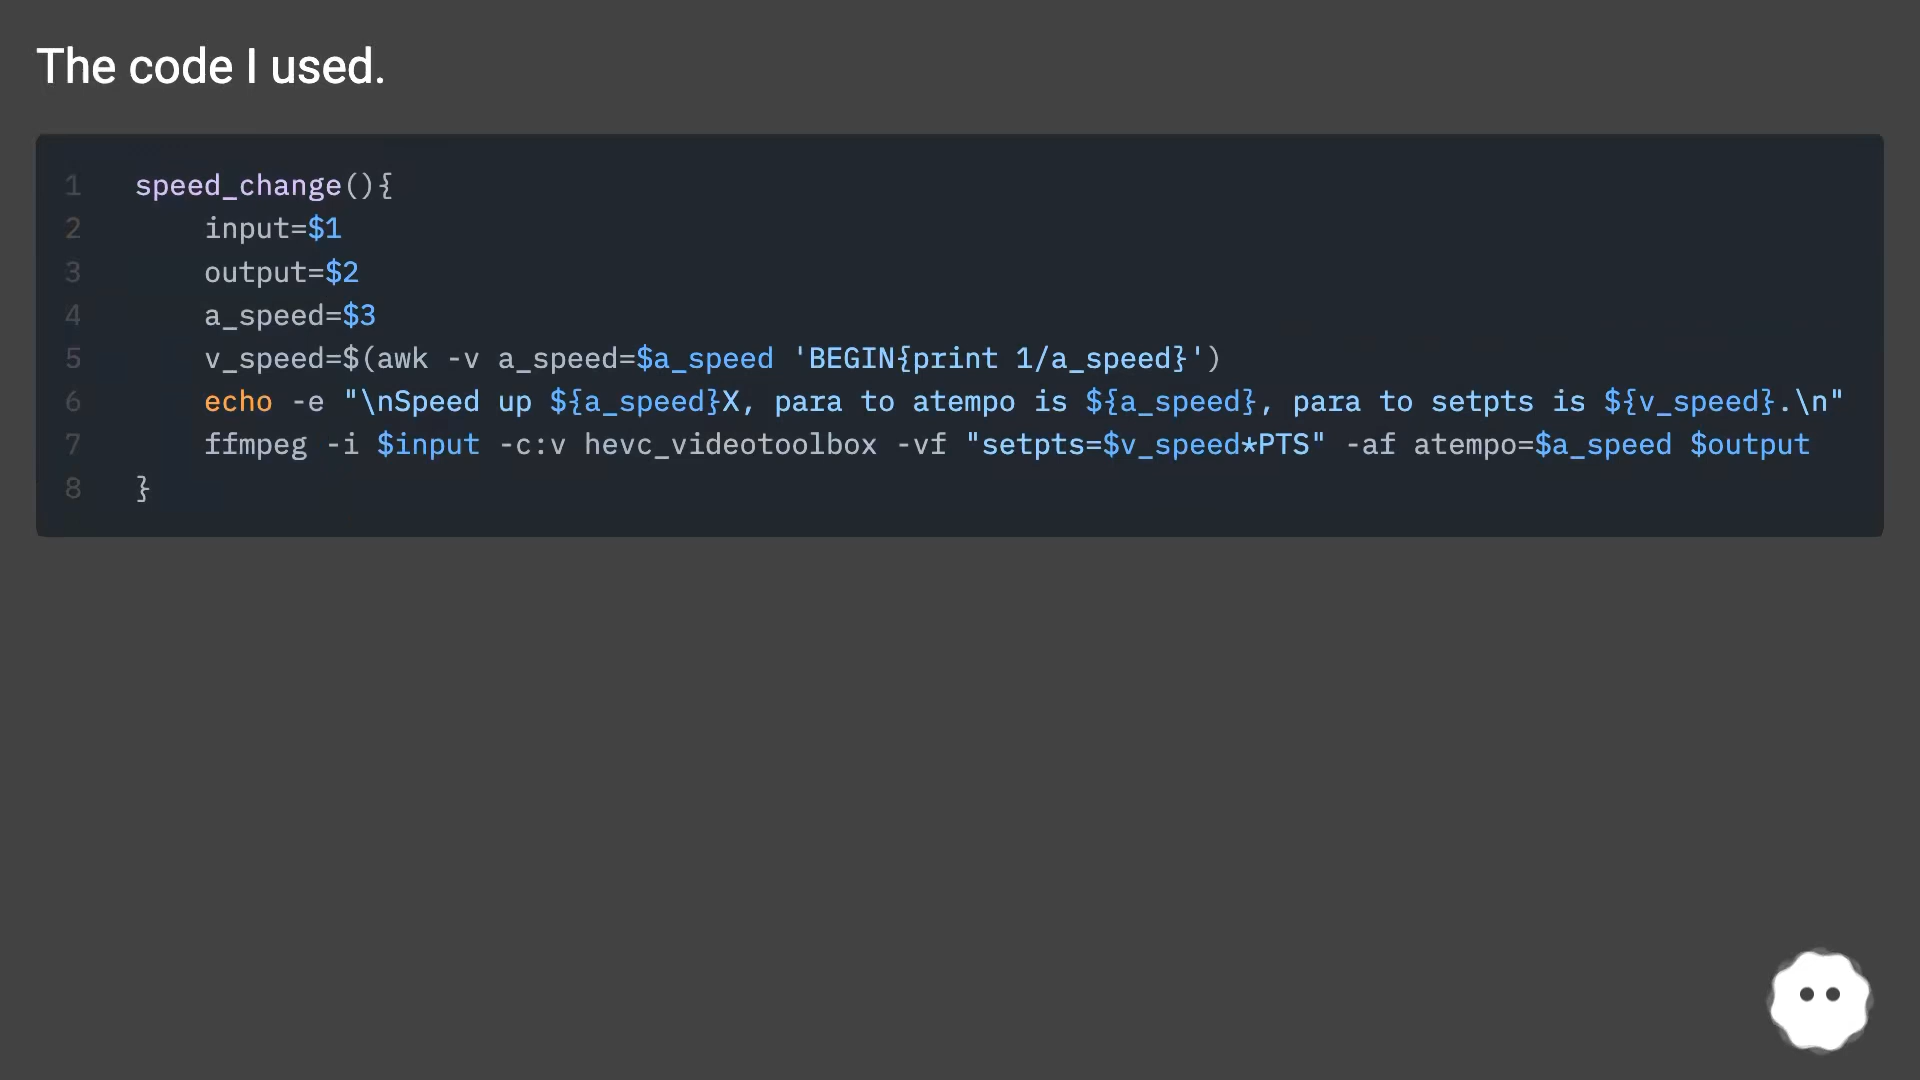 The code I used.
1 speed_change(){
2     input=$1
3     output=$2
4     a_speed=$3
5     v_speed=$(awk -v a_speed=$a_speed 'BEGIN{print 1/a_speed}')
6     echo -e "\nSpeed up ${a_speed}X, para to atempo is ${a_speed}, para to setpts is ${v_speed}.\n"
7     ffmpeg -i $input -c:v hevc_videotoolbox -vf "setpts=$v_speed*PTS" -af atempo=$a_speed $output
8 }